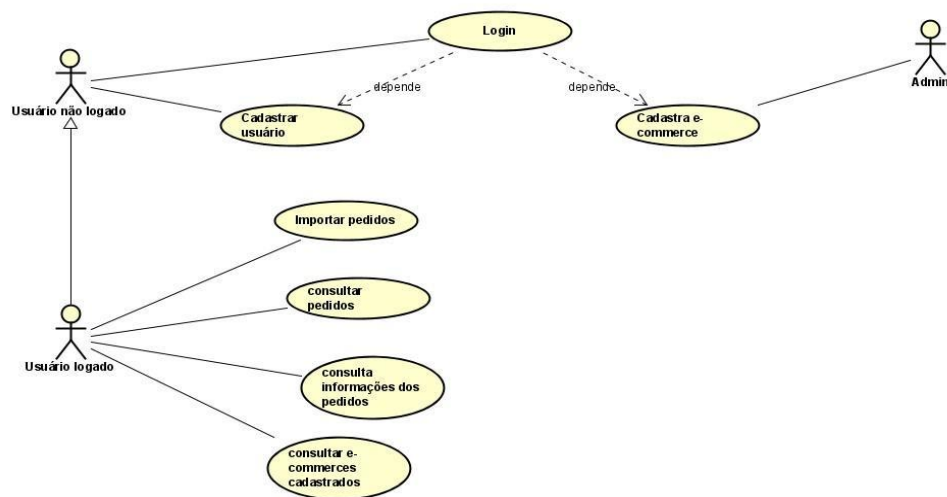 Login
Usuário não logado
Admin
depende
depende
Cadastrar
usuário
Cadastra e-
commerce
Importar pedidos
consultar
pedidos
Usuário logado
consulta
informações dos
pedidos
consultar e-
commerces
cadastrados